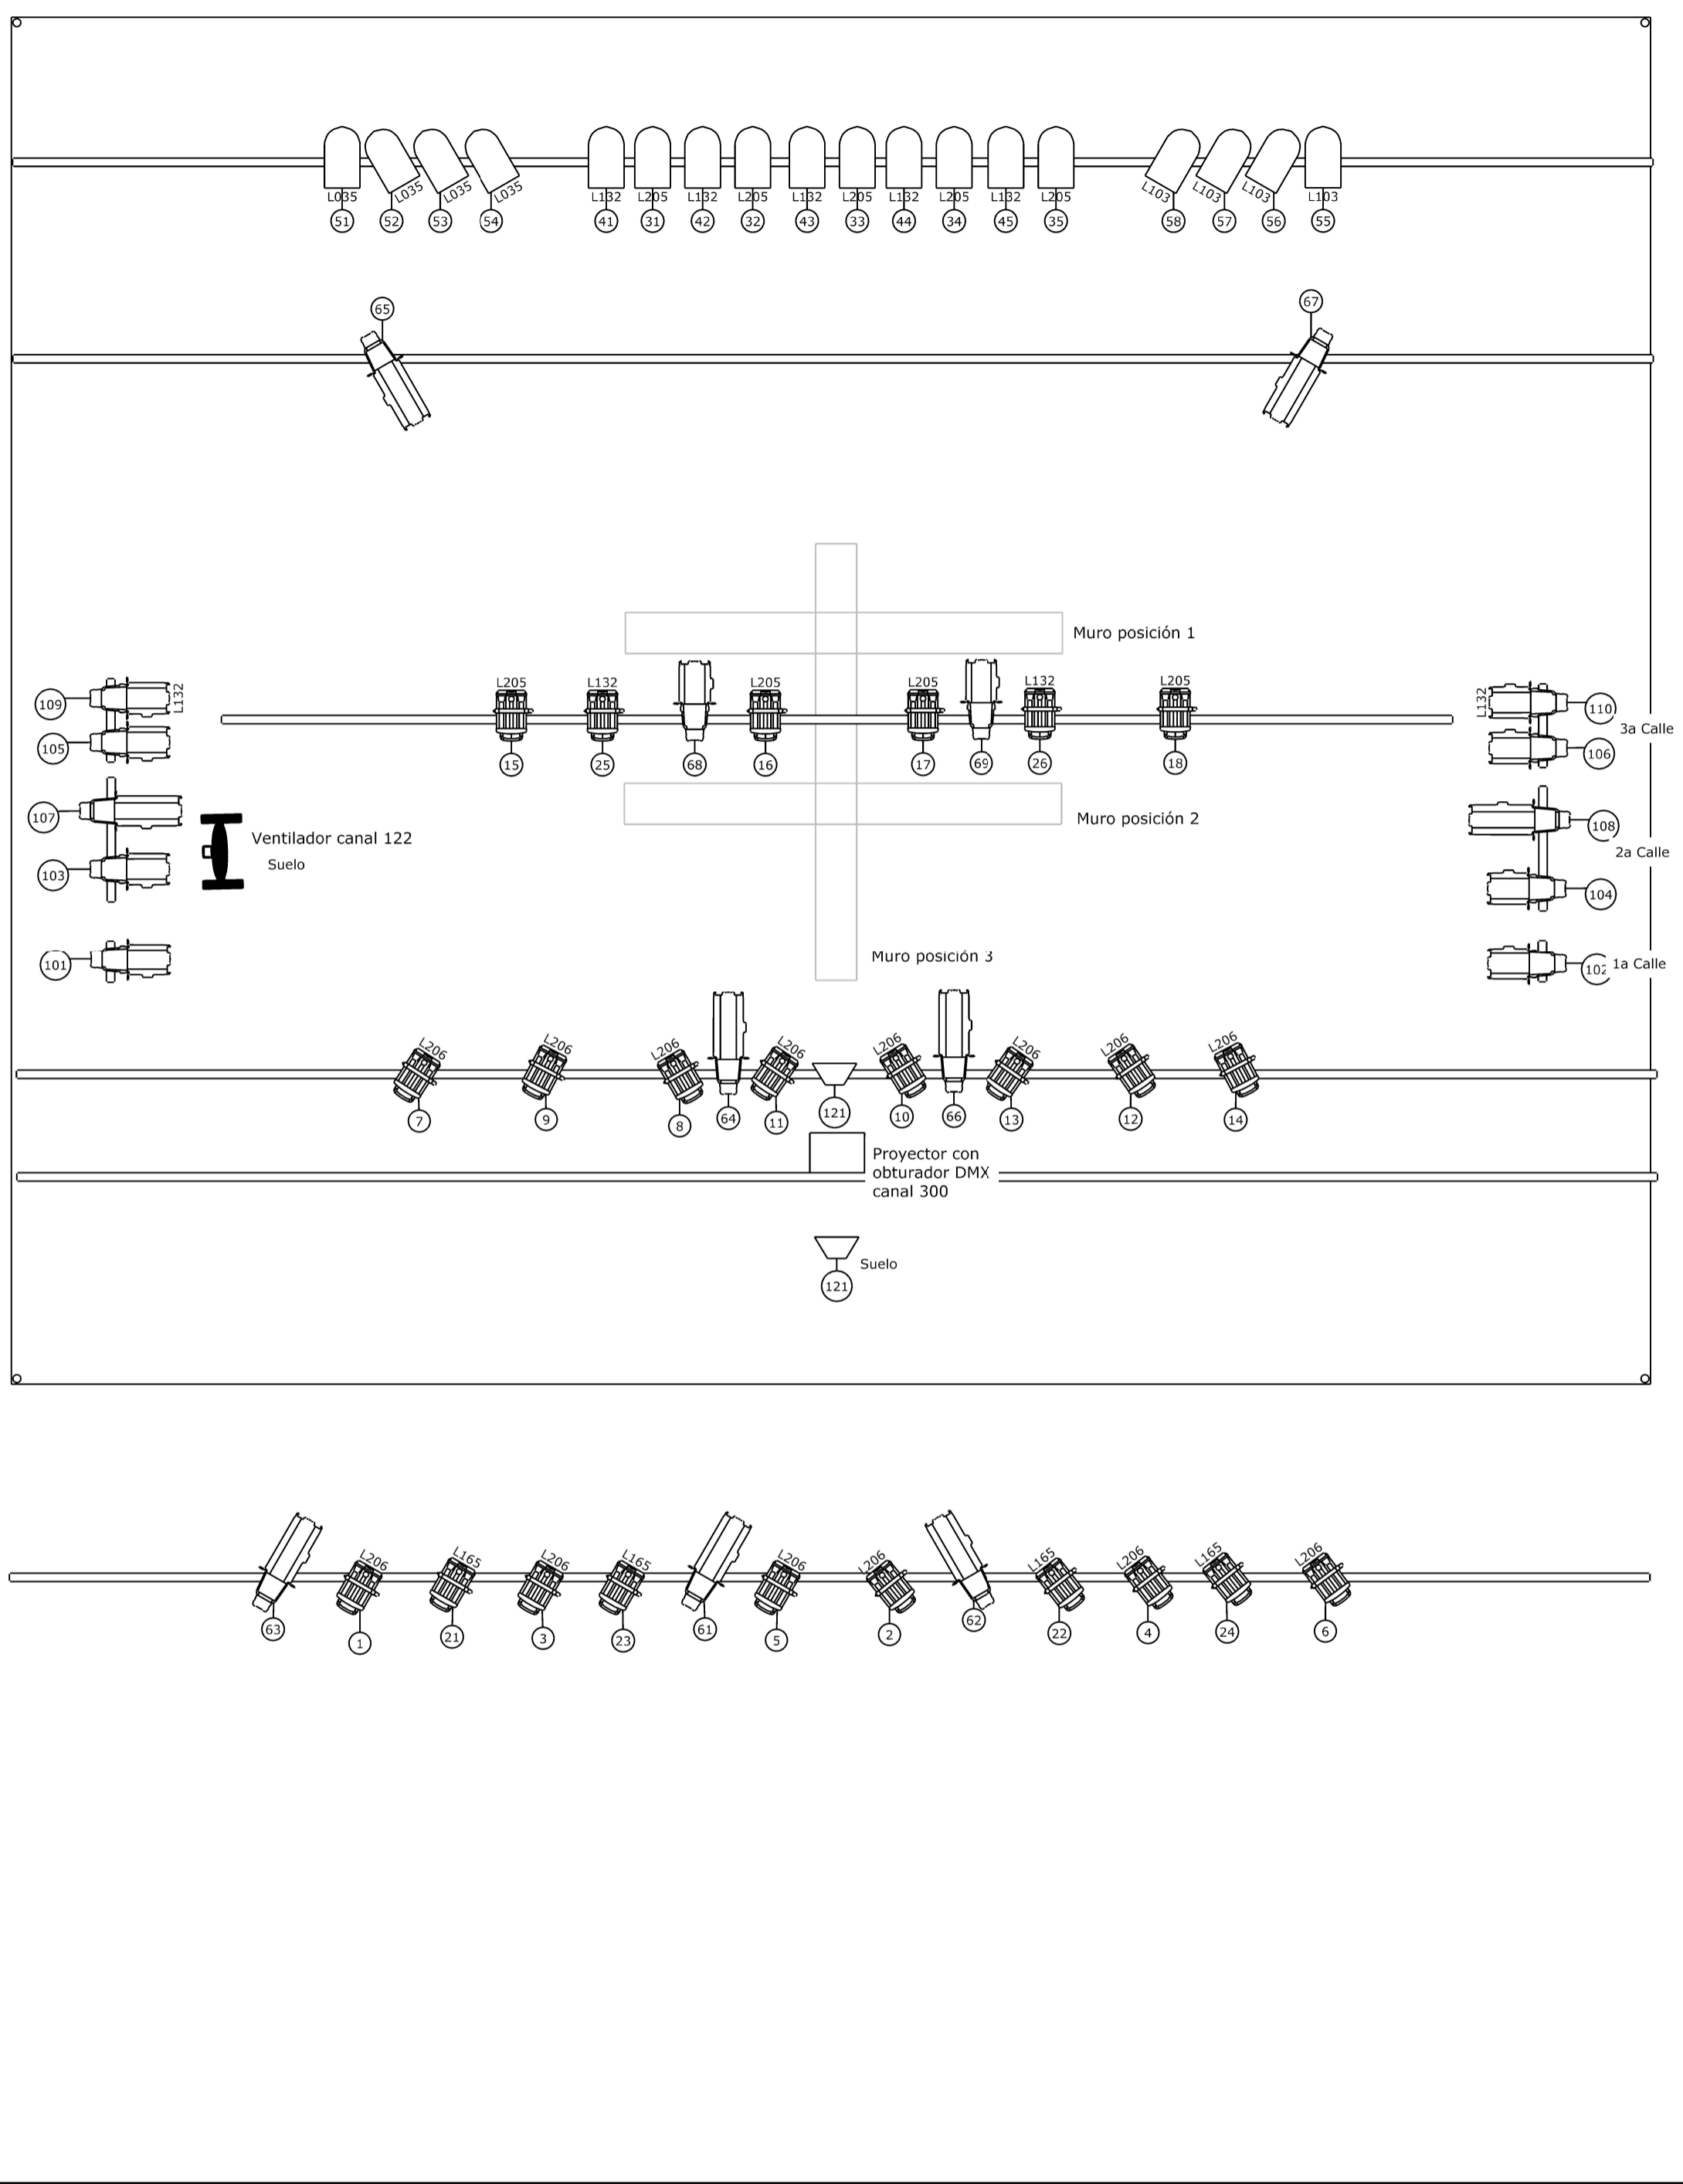 L035 L035 L035 L035 L132 L205 L132 L205 L132 L205 L132 L205 L132 L205 L103 L103 L103 L103
51 52 53 54 41 31 42 32 43 33 44 34 45 35 58 57 56 55
65 67
Muro posición 1
L132 L205 L132 L205 L205 L132 L205 L132
109 110
3a Calle
105 15 25 68 16 17 69 26 18 106
107 Muro posición 2 108
Ventilador canal 122
2a Calle
Suelo
103 104
Muro posición 3
101 102 1a Calle
L206 L206 L206 L206 L206 L206 L206 L206
7 9 8 64 11 121 10 66 13 12 14
Proyector con
obturador DMX
canal 300
Suelo
121
L206 L165 L206 L165 L206 L206 L165 L206 L165 L206
63 1 21 3 23 61 5 2 62 22 4 24 6